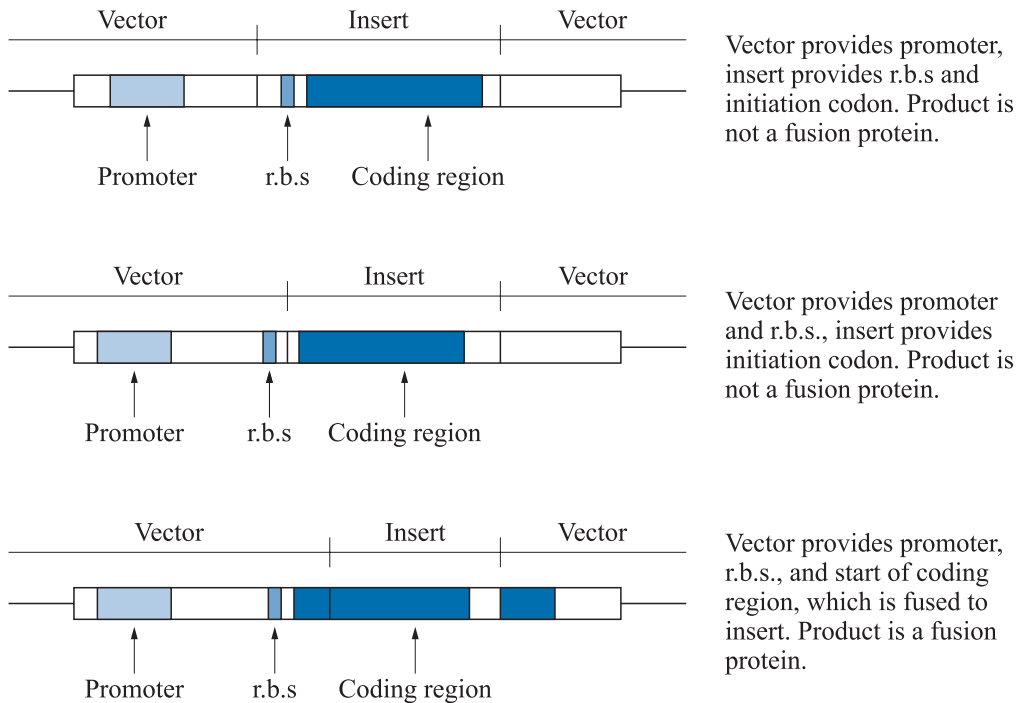 Vector Insert Vector
Vector provides promoter,
insert provides r.b.s and
initiation codon. Product is
not a fusion protein.
Promoter r.b.s Coding region
Vector Insert Vector
Vector provides promoter
and r.b.s., insert provides
initiation codon. Product is
not a fusion protein.
Promoter r.b.s Coding region
Vector Insert Vector
Vector provides promoter,
r.b.s., and start of coding
region, which is fused to
insert. Product is a fusion
protein.
Promoter r.b.s Coding region